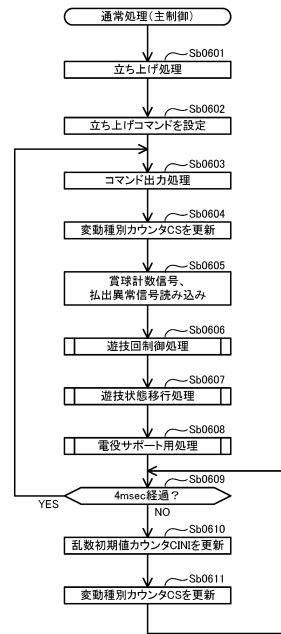 通常処理(主制御)
Sb0601
立ち上げ処理
Sb0602
立ち上げコマンドを設定
Sb0603
コマンド出力処理
Sb0604
変動種別カウンタCSを更新
Sb0605
賞球計数信号、
払出異常信号読み込み
Sb0606
遊技回制御処理
Sb0607
遊技状態移行処理
Sb0608
電役サポート用処理
Sb0609
4msec経過?
YES
NO
Sb0610
乱数初期値カウンタCINIを更新
Sb0611
変動種別カウンタCSを更新